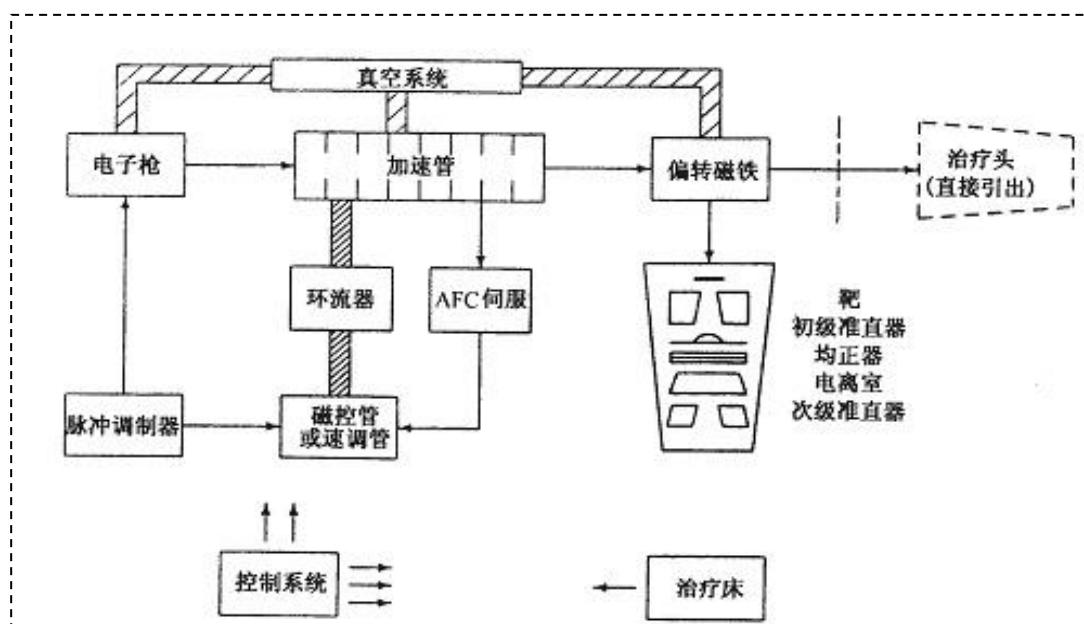 真空系统
电子枪
加速管
偏转磁铁
治疗头
(直接引出)
环流器
AFC伺服
靶
初级准直器
均正器
电离室
次级准直器
脉冲调制器
磁控管
或速调管
控制系统
治疗床